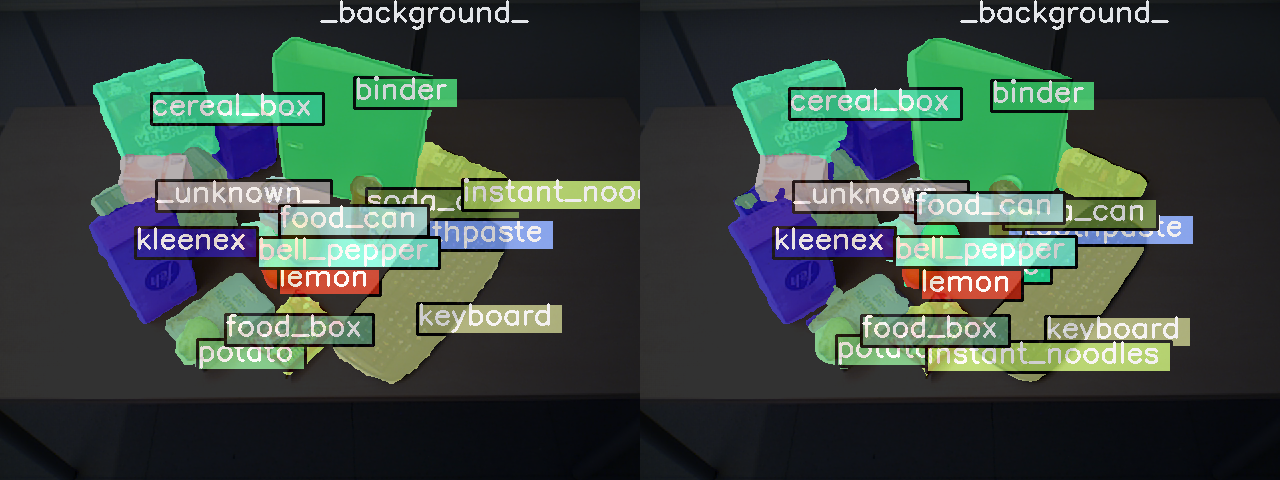 _background_
binder
cereal_box
_unknown_
instant_noo
soda_c
food_can
thpaste
kleenex
bell_pepper
lemon
keyboard
food_box
potato
_background_
binder
cereal_box
_unknown_
food_can
a_can
toothpaste
kleenex
bell_pepper
lemon
keyboard
food_box
potato
instant_noodles